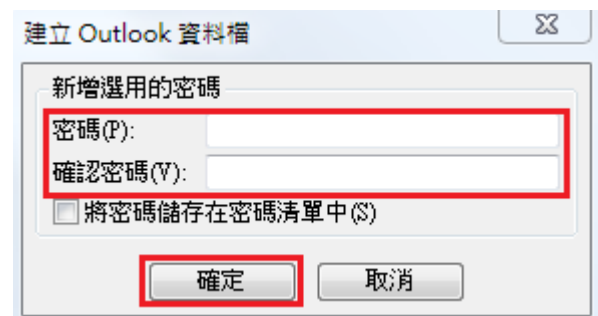 建立 Outlook 資料檔
新增選用的密碼
密碼(P):
確認密碼(V):
將密碼儲存在密碼清單中(S)
確定 取消